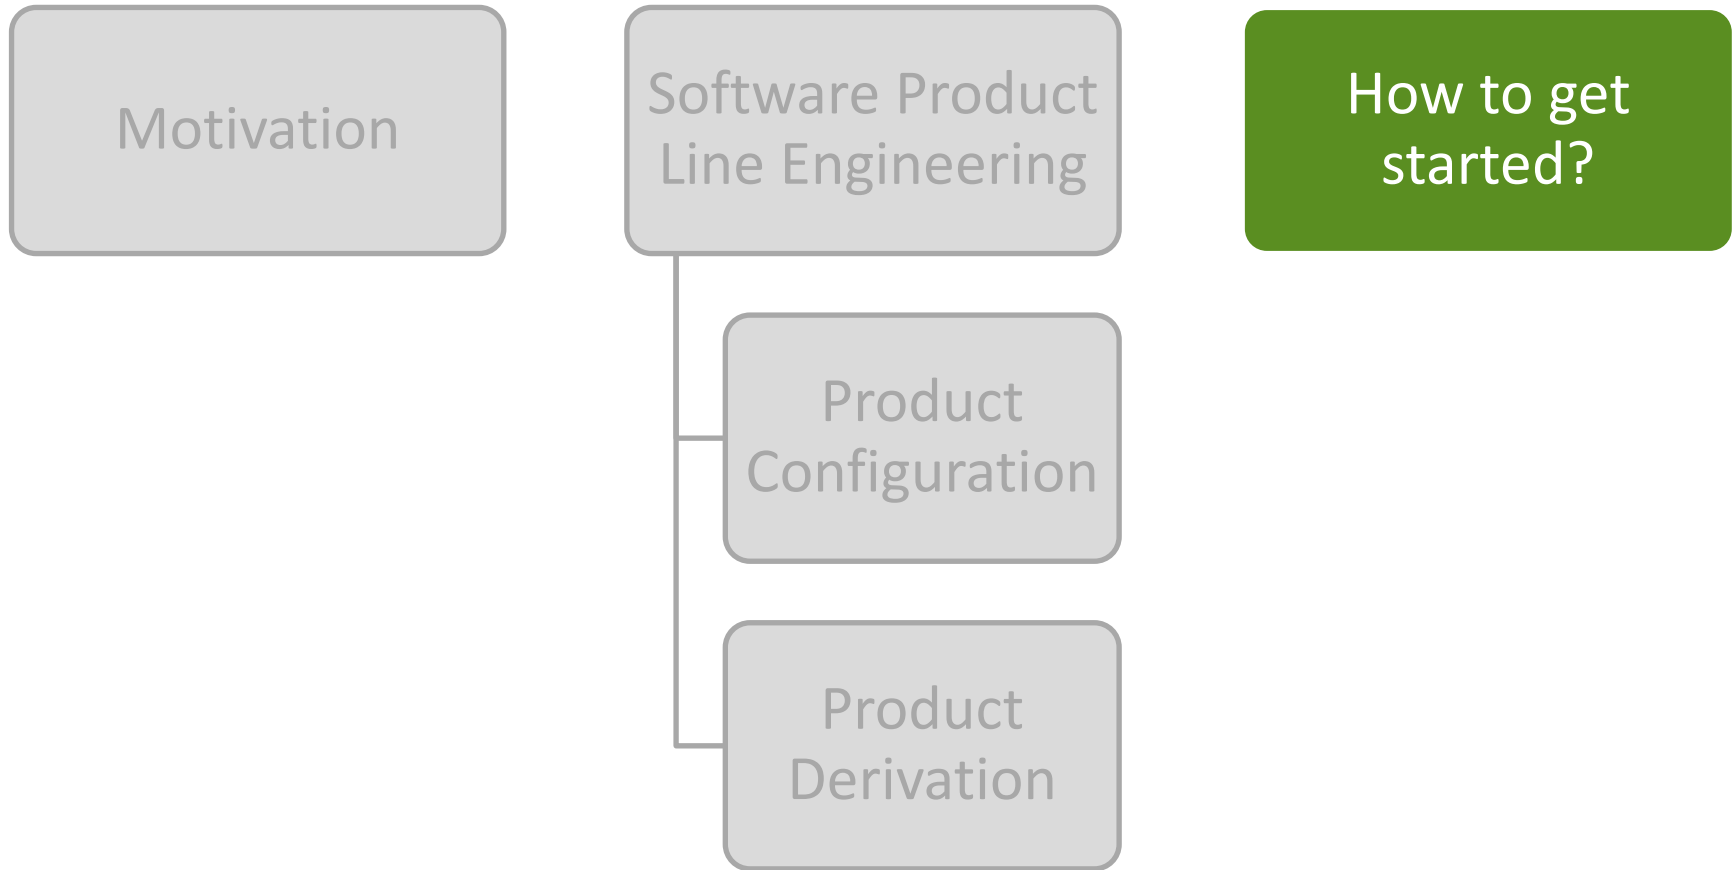 Motivation
Software Product
Line Engineering
How to get
started?
Product
Configuration
Product
Derivation